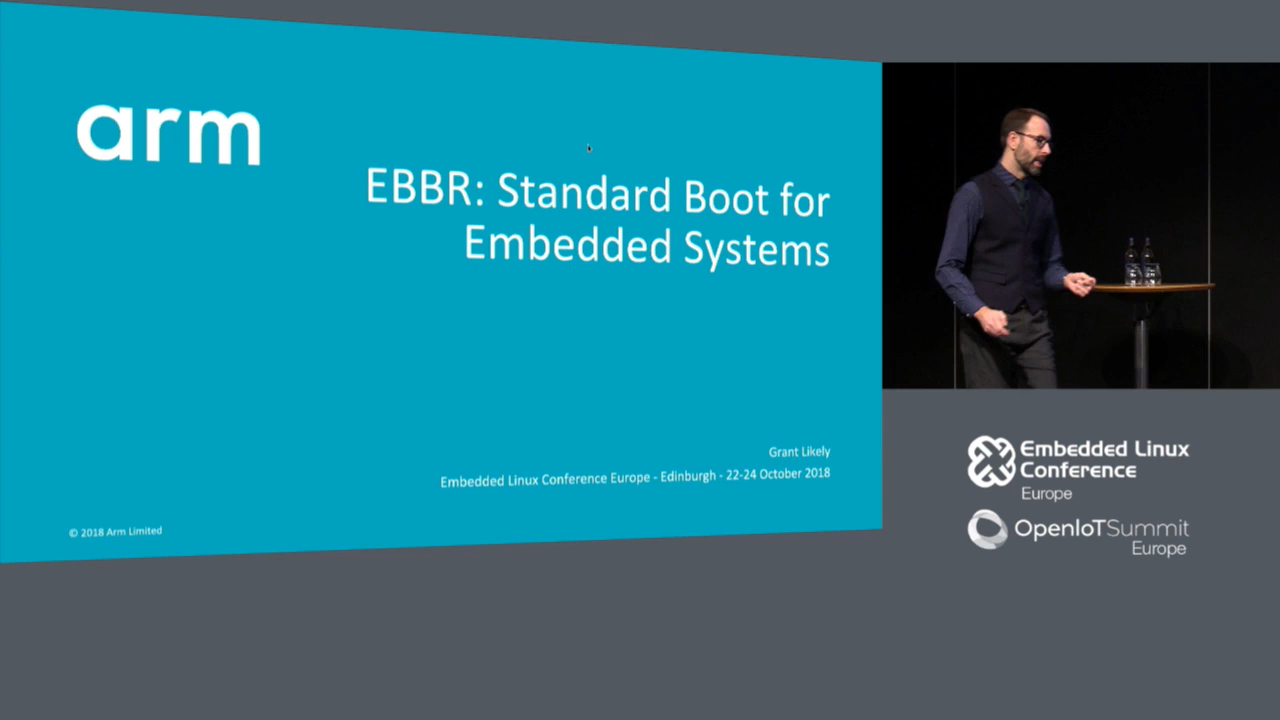 arm
EBBR: Standard Boot for
Embedded Systems
Grant Likely
Embedded Linux Conference Europe - Edinburgh - 22-24 October 2018
© 2018 Arm Limited
Embedded Linux
Conference
Europe
OpenIoTSummit
Europe